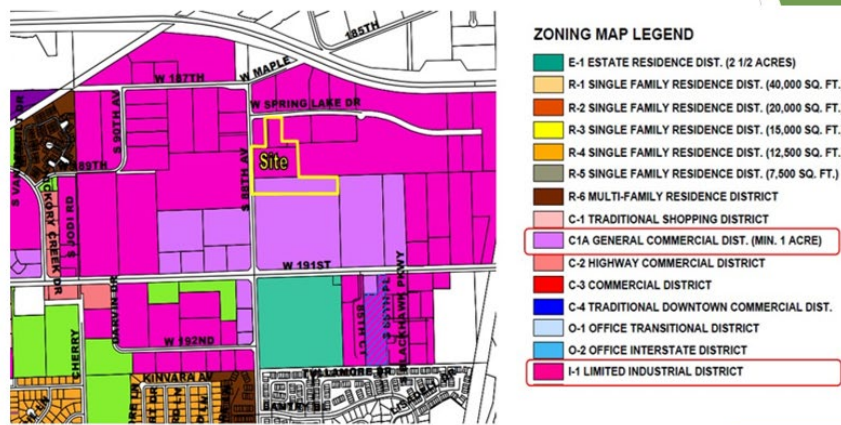 185TH
W MAPLE
W 187TH
W SPRING LAKE DR
S 90TH AV
S 88TH AV
Site
HICKORY CREEK DR
S JODI RD
W 191ST
DARVIN DR
85TH CT
BLACKHAWK PKWY
W 192ND
CHERRY
KINVARA AV
TULLAMORE DR
ZONING MAP LEGEND
E-1 ESTATE RESIDENCE DIST. (2 1/2 ACRES)
R-1 SINGLE FAMILY RESIDENCE DIST. (40,000 SQ. FT.
R-2 SINGLE FAMILY RESIDENCE DIST. (20,000 SQ. FT.
R-3 SINGLE FAMILY RESIDENCE DIST. (15,000 SQ. FT.
R-4 SINGLE FAMILY RESIDENCE DIST. (12,500 SQ. FT.
R-5 SINGLE FAMILY RESIDENCE DIST. (7,500 SQ. FT.)
R-6 MULTI-FAMILY RESIDENCE DISTRICT
C-1 TRADITIONAL SHOPPING DISTRICT
C1A GENERAL COMMERCIAL DIST. (MIN. 1 ACRE)
C-2 HIGHWAY COMMERCIAL DISTRICT
C-3 COMMERCIAL DISTRICT
C-4 TRADITIONAL DOWNTOWN COMMERCIAL DIST.
O-1 OFFICE TRANSITIONAL DISTRICT
O-2 OFFICE INTERSTATE DISTRICT
I-1 LIMITED INDUSTRIAL DISTRICT